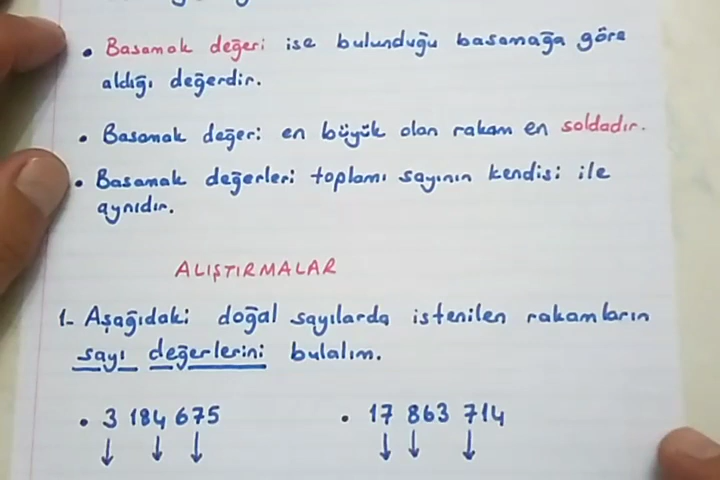 • Basamak değeri ise bulunduğu basamağa göre
aldığı değerdir.
• Basamak değeri en büyük olan rakam en soldadır.
• Basamak değerleri toplamı sayının kendisi ile
aynıdır.
ALIŞTIRMALAR
1- Aşağıdaki doğal sayılarda istenilen rakamların
sayı değerlerini bulalım.
• 3 184 675 • 17 863 714